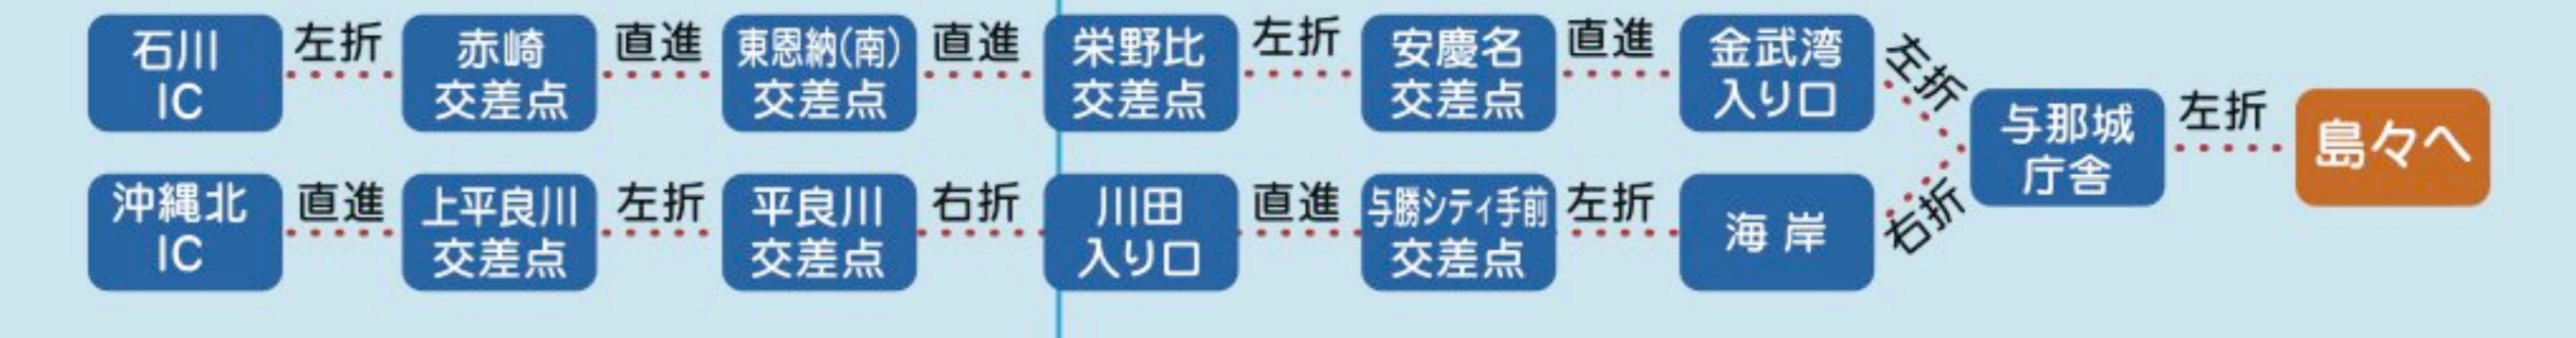 石川
IC
左折
赤崎
交差点
直進
東恩納(南)
交差点
直進
栄野比
交差点
左折
安慶名
交差点
直進
金武湾
入り口
左折
沖縄北
IC
直進
上平良川
交差点
左折
平良川
交差点
右折
川田
入り口
直進
与勝シティ手前
交差点
左折
海岸
右折
与那城
庁舎
左折
島々へ